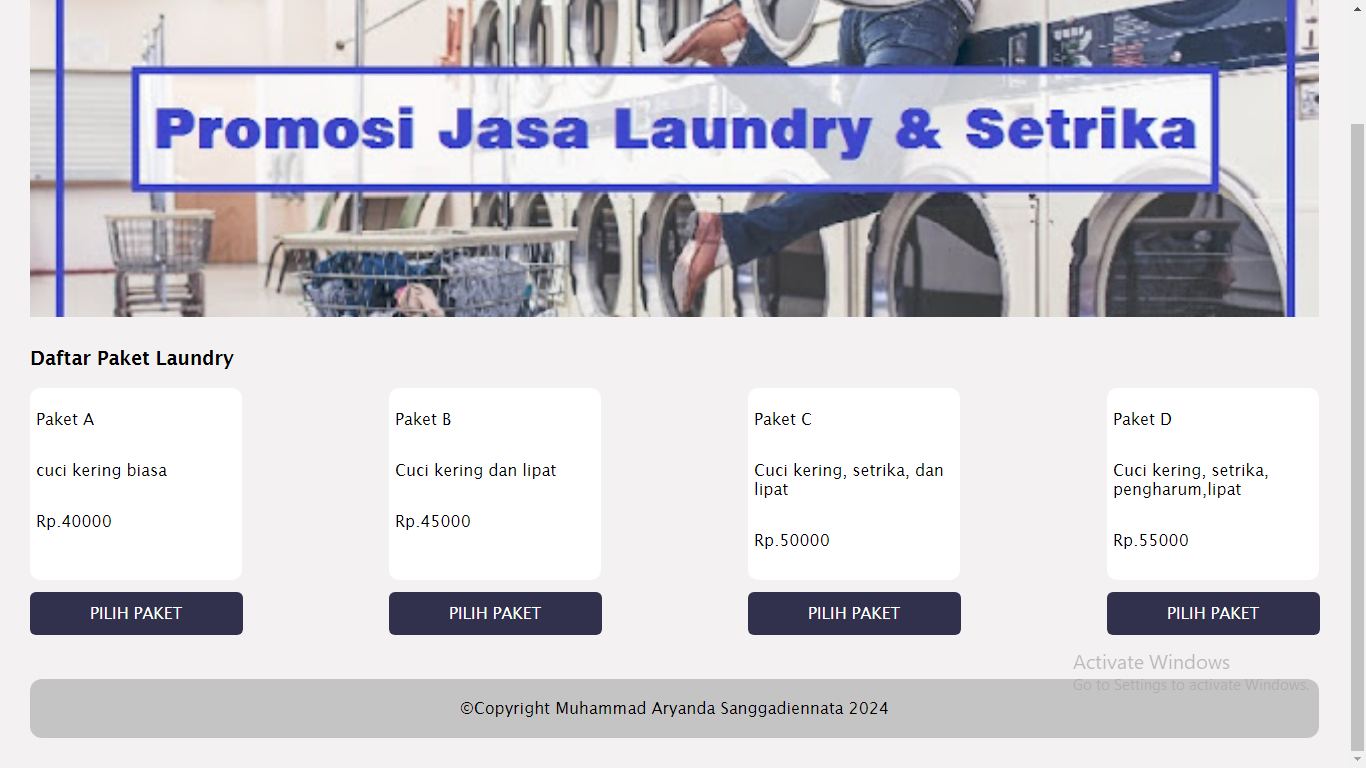 Promosi Jasa Laundry & Setrika
Daftar Paket Laundry
Paket A
cuci kering biasa
Rp.40000
PILIH PAKET
Paket B
Cuci kering dan lipat
Rp.45000
PILIH PAKET
Paket C
Cuci kering, setrika, dan
lipat
Rp.50000
PILIH PAKET
Paket D
Cuci kering, setrika,
pengharum,lipat
Rp.55000
PILIH PAKET
Activate Windows
Go to Settings to activate Windows.
©Copyright Muhammad Aryanda Sanggadiennata 2024